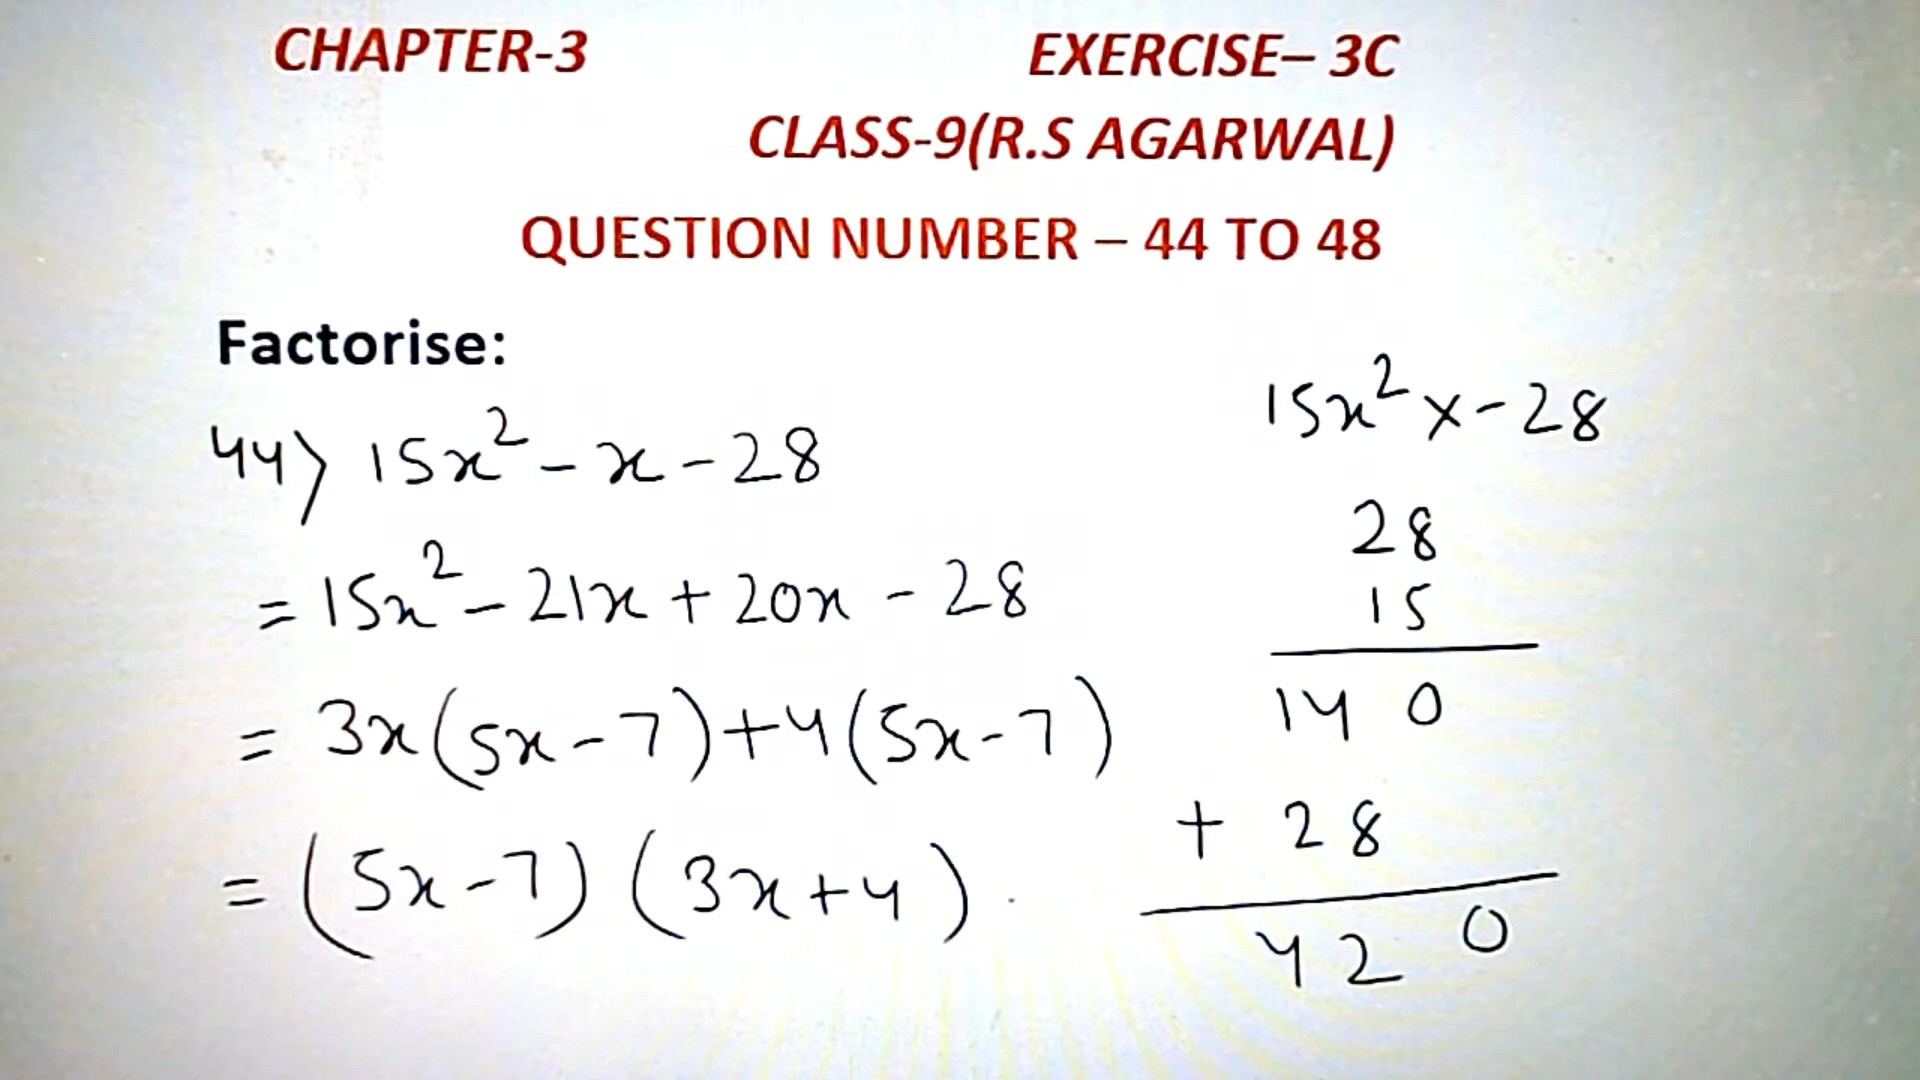 CHAPTER-3 EXERCISE– 3C
CLASS-9(R.S AGARWAL)
QUESTION NUMBER – 44 TO 48
Factorise:
44) 15x² - x - 28
= 15x² - 21x + 20x - 28
= 3x(5x-7)+4(5x-7)
= (5x-7) (3x+4).
15x² x -28
28
15
140
+ 28
420